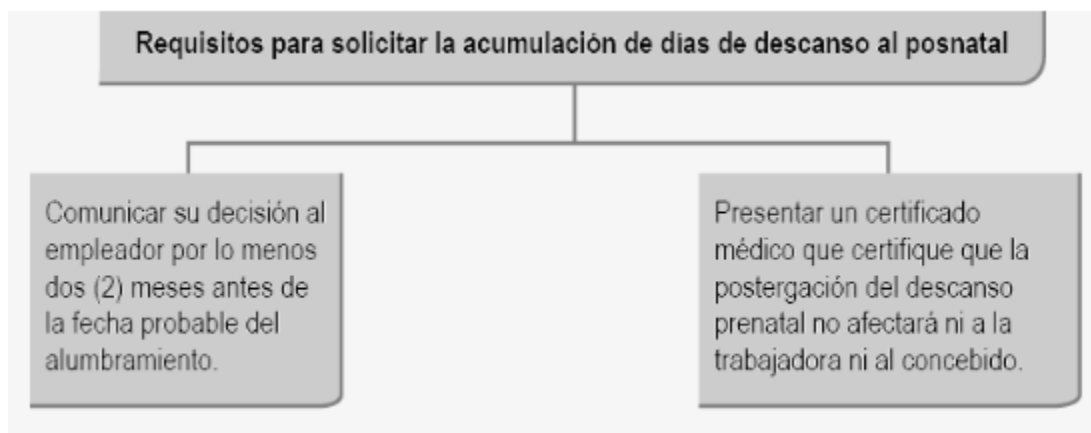 Requisitos para solicitar la acumulación de días de descanso al posnatal
Comunicar su decisión al
empleador por lo menos
dos (2) meses antes de
la fecha probable del
alumbramiento.
Presentar un certificado
médico que certifique que la
postergación del descanso
prenatal no afectará ni a la
trabajadora ni al concebido.